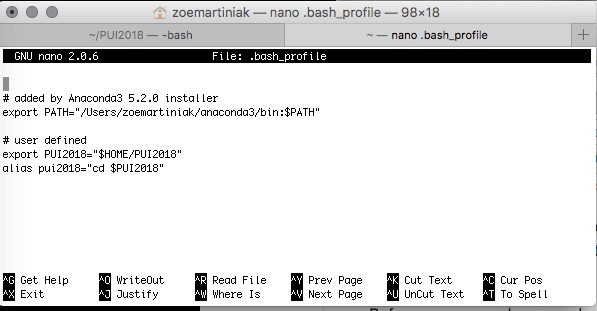 zoemartiniak — nano .bash_profile — 98×18
~/PUI2018 — -bash
~ — nano .bash_profile
+
GNU nano 2.0.6 File: .bash_profile
# added by Anaconda3 5.2.0 installer
export PATH="/Users/zoemartiniak/anaconda3/bin:$PATH"
# user defined
export PUI2018="$HOME/PUI2018"
alias pui2018="cd $PUI2018"
^G Get Help ^O WriteOut ^R Read File ^Y Prev Page ^K Cut Text ^C Cur Pos
^X Exit ^J Justify ^W Where Is ^V Next Page ^U UnCut Text ^T To Spell